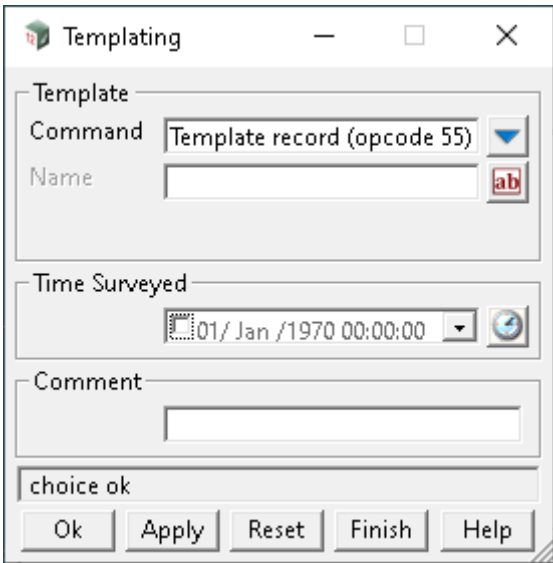 Templating
Template
Command Template record (opcode 55)
Name ab
Time Surveyed
01/ Jan /1970 00:00:00
Comment
choice ok
Ok Apply Reset Finish Help